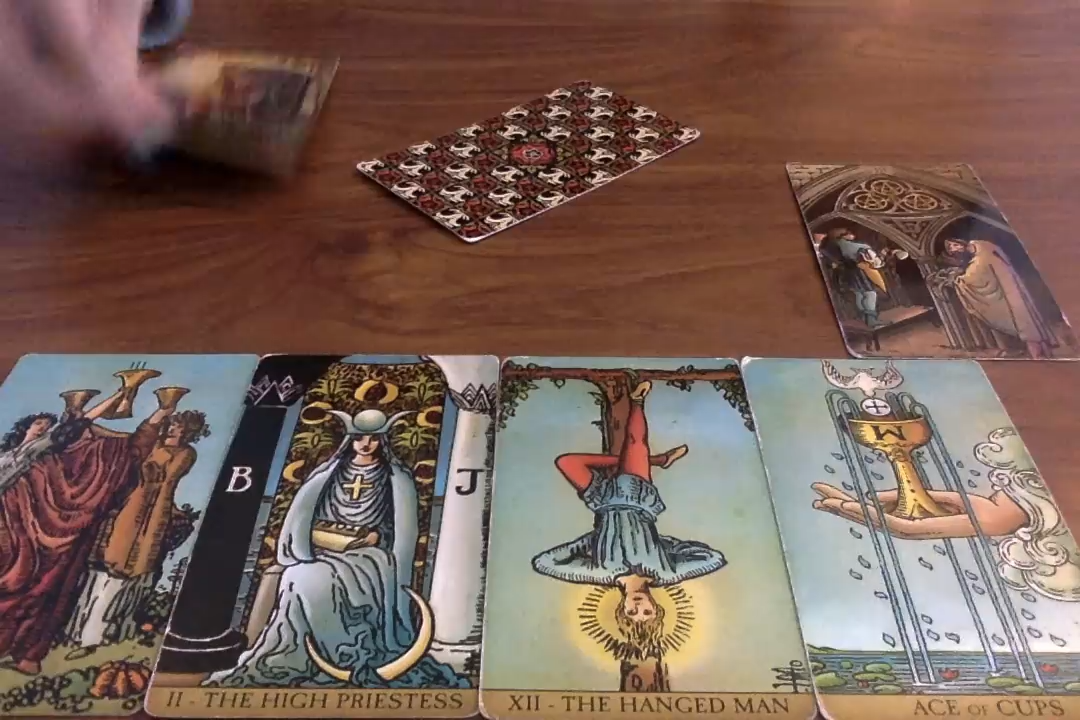 B
J
M
II - THE HIGH PRIESTESS
XII - THE HANGED MAN
ACE OF CUPS